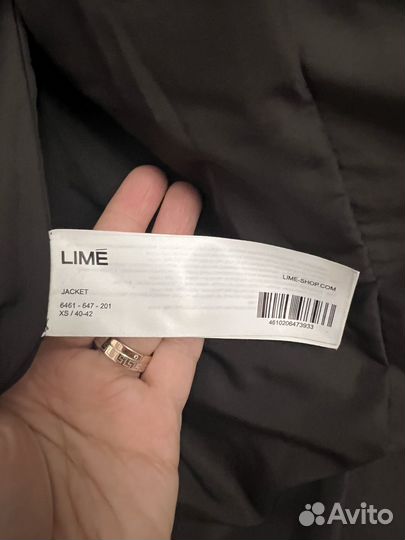 LIMÉ
LIME-SHOP.COM
JACKET
6461 - 647 - 201
XS / 40-42
4610206473933
Avito